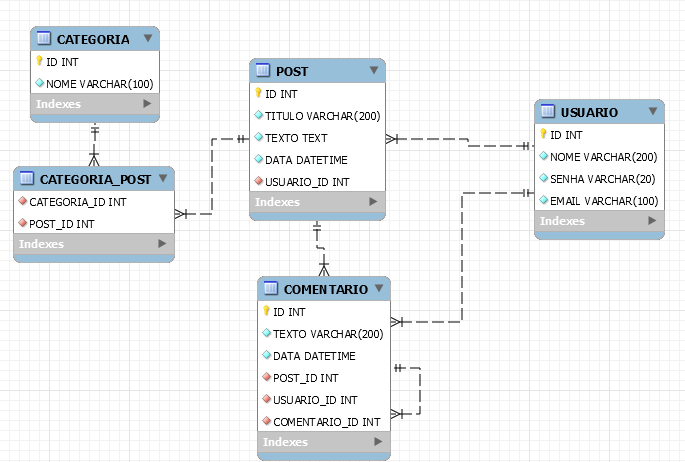 CATEGORIA
ID INT
NOME VARCHAR(100)
Indexes
CATEGORIA_POST
CATEGORIA_ID INT
POST_ID INT
Indexes
POST
ID INT
TITULO VARCHAR(200)
TEXTO TEXT
DATA DATETIME
USUARIO_ID INT
Indexes
USUARIO
ID INT
NOME VARCHAR(200)
SENHA VARCHAR(20)
EMAIL VARCHAR(100)
Indexes
COMENTARIO
ID INT
TEXTO VARCHAR(200)
DATA DATETIME
POST_ID INT
USUARIO_ID INT
COMENTARIO_ID INT
Indexes